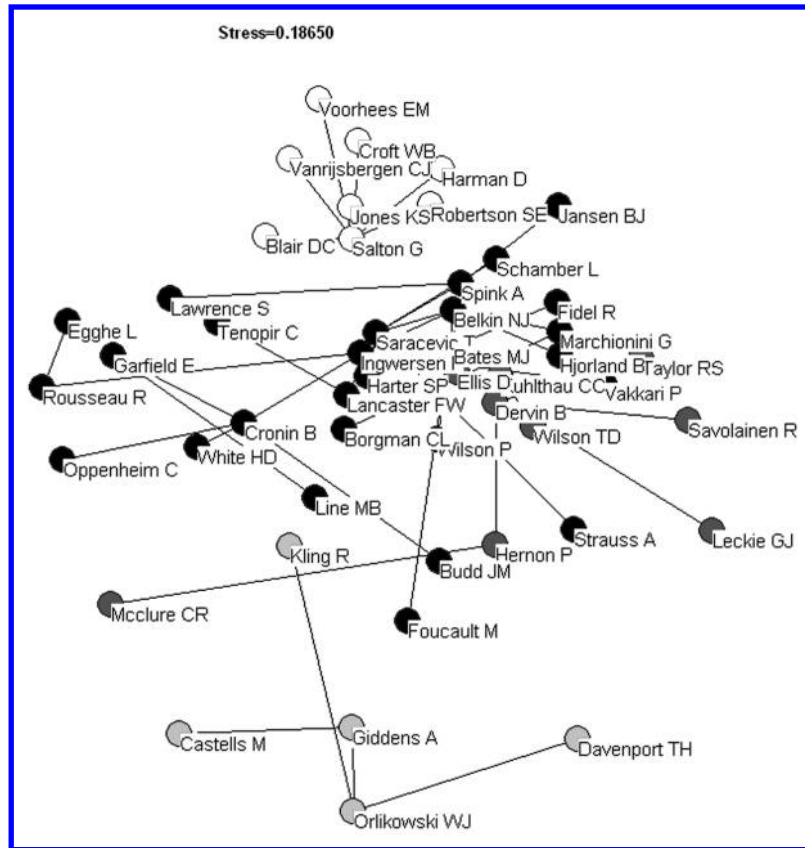 Stress=0.18650
Voorhees EM
Croft WB
Vanrijsbergen CJ
Harman D
Jones KS
Robertson SE
Jansen BJ
Blair DC
Salton G
Schamber L
Spink A
Lawrence S
Fidel R
Egghe L
Tenopir C
Belkin NJ
Saracevic T
Marchionini G
Garfield E
Ingwersen P
Bates MJ
Hjorland B
Taylor RS
Rousseau R
Harter SP
Ellis D
Kuhlthau CC
Vakkari P
Lancaster FW
Dervin B
Savolainen R
Cronin B
Borgman CL
Wilson TD
White HD
Wilson P
Oppenheim C
Line MB
Strauss A
Leckie GJ
Kling R
Hernon P
Budd JM
Mcclure CR
Foucault M
Castells M
Giddens A
Davenport TH
Orlikowski WJ